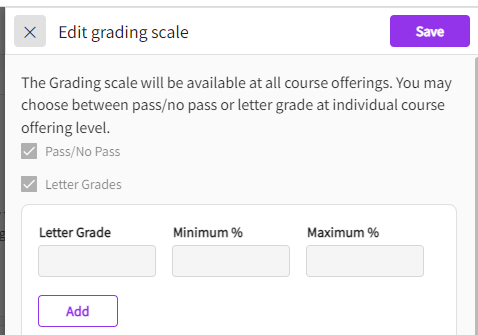 Edit grading scale
Save
The Grading scale will be available at all course offerings. You may
choose between pass/no pass or letter grade at individual course
offering level.
Pass/No Pass
Letter Grades
Letter Grade Minimum % Maximum %
Add